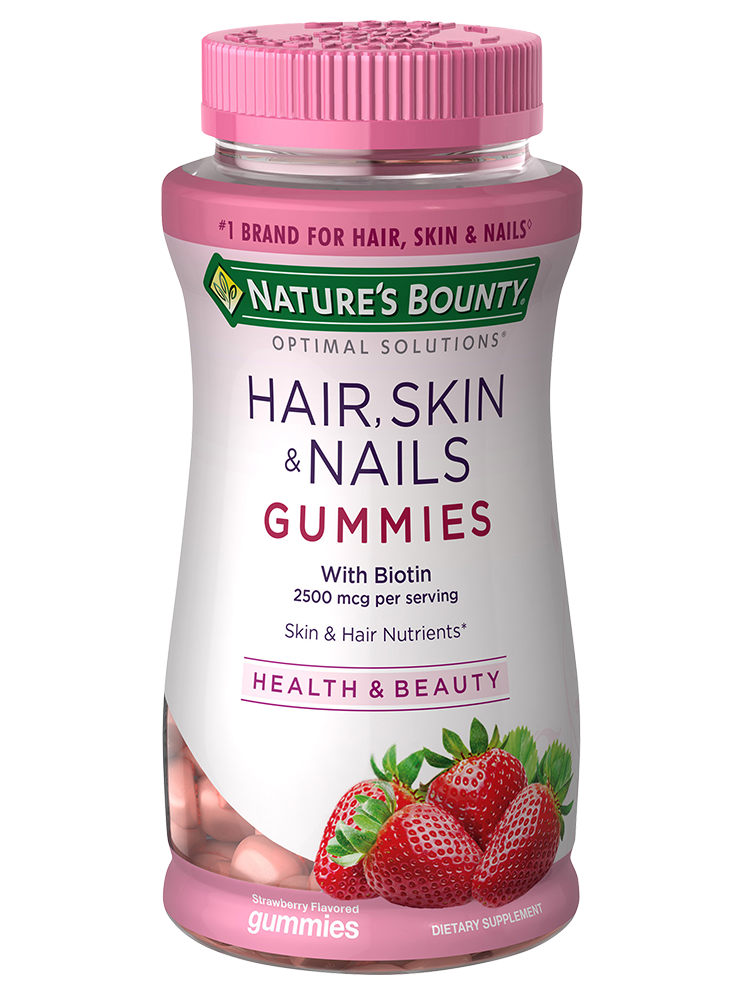 #1 BRAND FOR HAIR, SKIN & NAILS◊
NATURE'S BOUNTY®
OPTIMAL SOLUTIONS®
HAIR, SKIN
& NAILS
GUMMIES
With Biotin
2500 mcg per serving
Skin & Hair Nutrients*
HEALTH & BEAUTY
Strawberry Flavored
gummies
DIETARY SUPPLEMENT